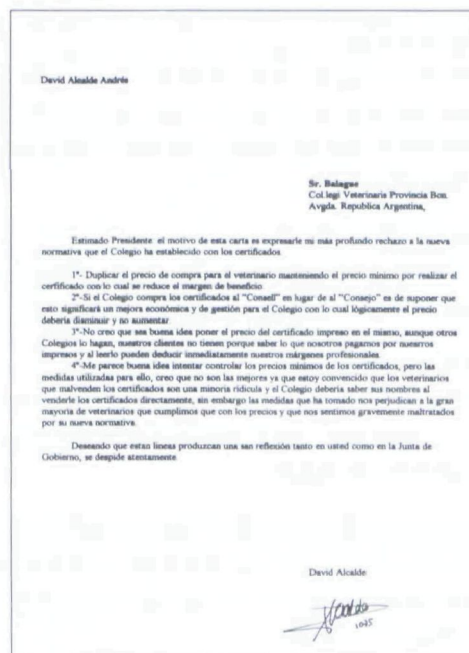 David Alcalde Andrés
Sr. Balague
Col.legi Veterinaris Provincia Bcn.
Avgda. Republica Argentina,
Estimado Presidente el motivo de esta carta es expresarle mi más profundo rechazo a la nueva
normativa que el Colegio ha establecido con los certificados
1º- Duplicar el precio de compra para el veterinario manteniendo el precio minimo por realizar el
certificado con lo cual se reduce el margen de beneficio
2º-Si el Colegio compra los certificados al "Consell" en lugar de al "Consejo" es de suponer que
esto significará un mejora económica y de gestión para el Colegio con lo cual lógicamente el precio
deberia disminuir y no aumentar
3º-No creo que sea buena idea poner el precio del certificado impreso en el mismo, aunque otros
Colegios lo hagan, nuestros clientes no tienen porque saber lo que nosotros pagamos por nuestros
impresos y al leerlo pueden deducir inmediatamente nuestros márgenes profesionales
4º-Me parece buena idea intentar controlar los precios minimos de los certificados, pero las
medidas utilizadas para ello, creo que no son las mejores ya que estoy convencido que los veterinarios
que malvenden los certificados son una minoria ridicula y el Colegio deberia saber sus nombres al
venderle los certificados directamente, sin embargo las medidas que ha tomado nos perjudican a la gran
mayoria de veterinarios que cumplimos que con los precios y que nos sentimos gravemente maltratados
por su nueva normativa.
Deseando que estan lineas produzcan una san reflexión tanto en usted como en la Junta de
Gobierno, se despide atentamente
David Alcalde
Alcalde
1025